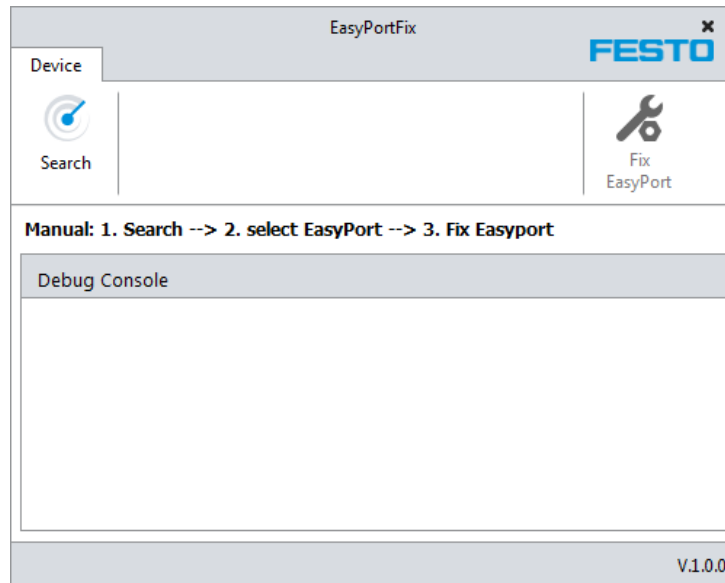 EasyPortFix
FESTO
Device
Search
Fix
EasyPort
Manual: 1. Search --> 2. select EasyPort --> 3. Fix Easyport
Debug Console
V.1.0.0